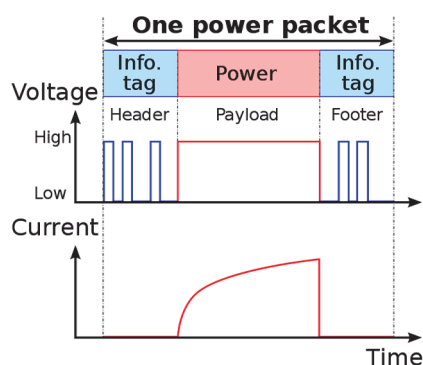 One power packet
Info.
tag
Power
Info.
tag
Voltage
Header
Payload
Footer
High
Low
Current
Time